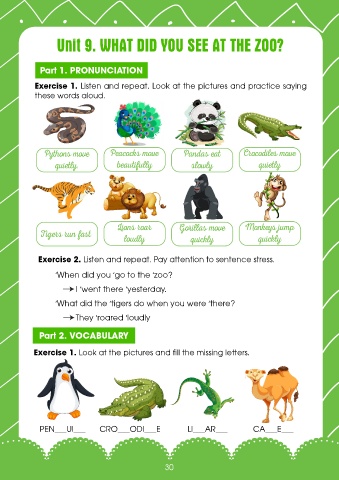 Unit 9. WHAT DID YOU SEE AT THE ZOO?
Part 1. PRONUNCIATION
Exercise 1. Listen and repeat. Look at the pictures and practice saying
these words aloud.
Pythons move
quietly
Peacocks move
beautifully
Pandas eat
slowly
Crocodiles move
quietly
Tigers run fast
Lions roar
loudly
Gorillas move
quickly
Monkeys jump
quickly
Exercise 2. Listen and repeat. Pay attention to sentence stress.
'When did you 'go to the 'zoo?
→ I 'went there 'yesterday.
'What did the 'tigers do when you were 'there?
→ They 'roared 'loudly
Part 2. VOCABULARY
Exercise 1. Look at the pictures and fill the missing letters.
PEN___UI___ CRO___ODI___E LI___AR___ CA___E___
30